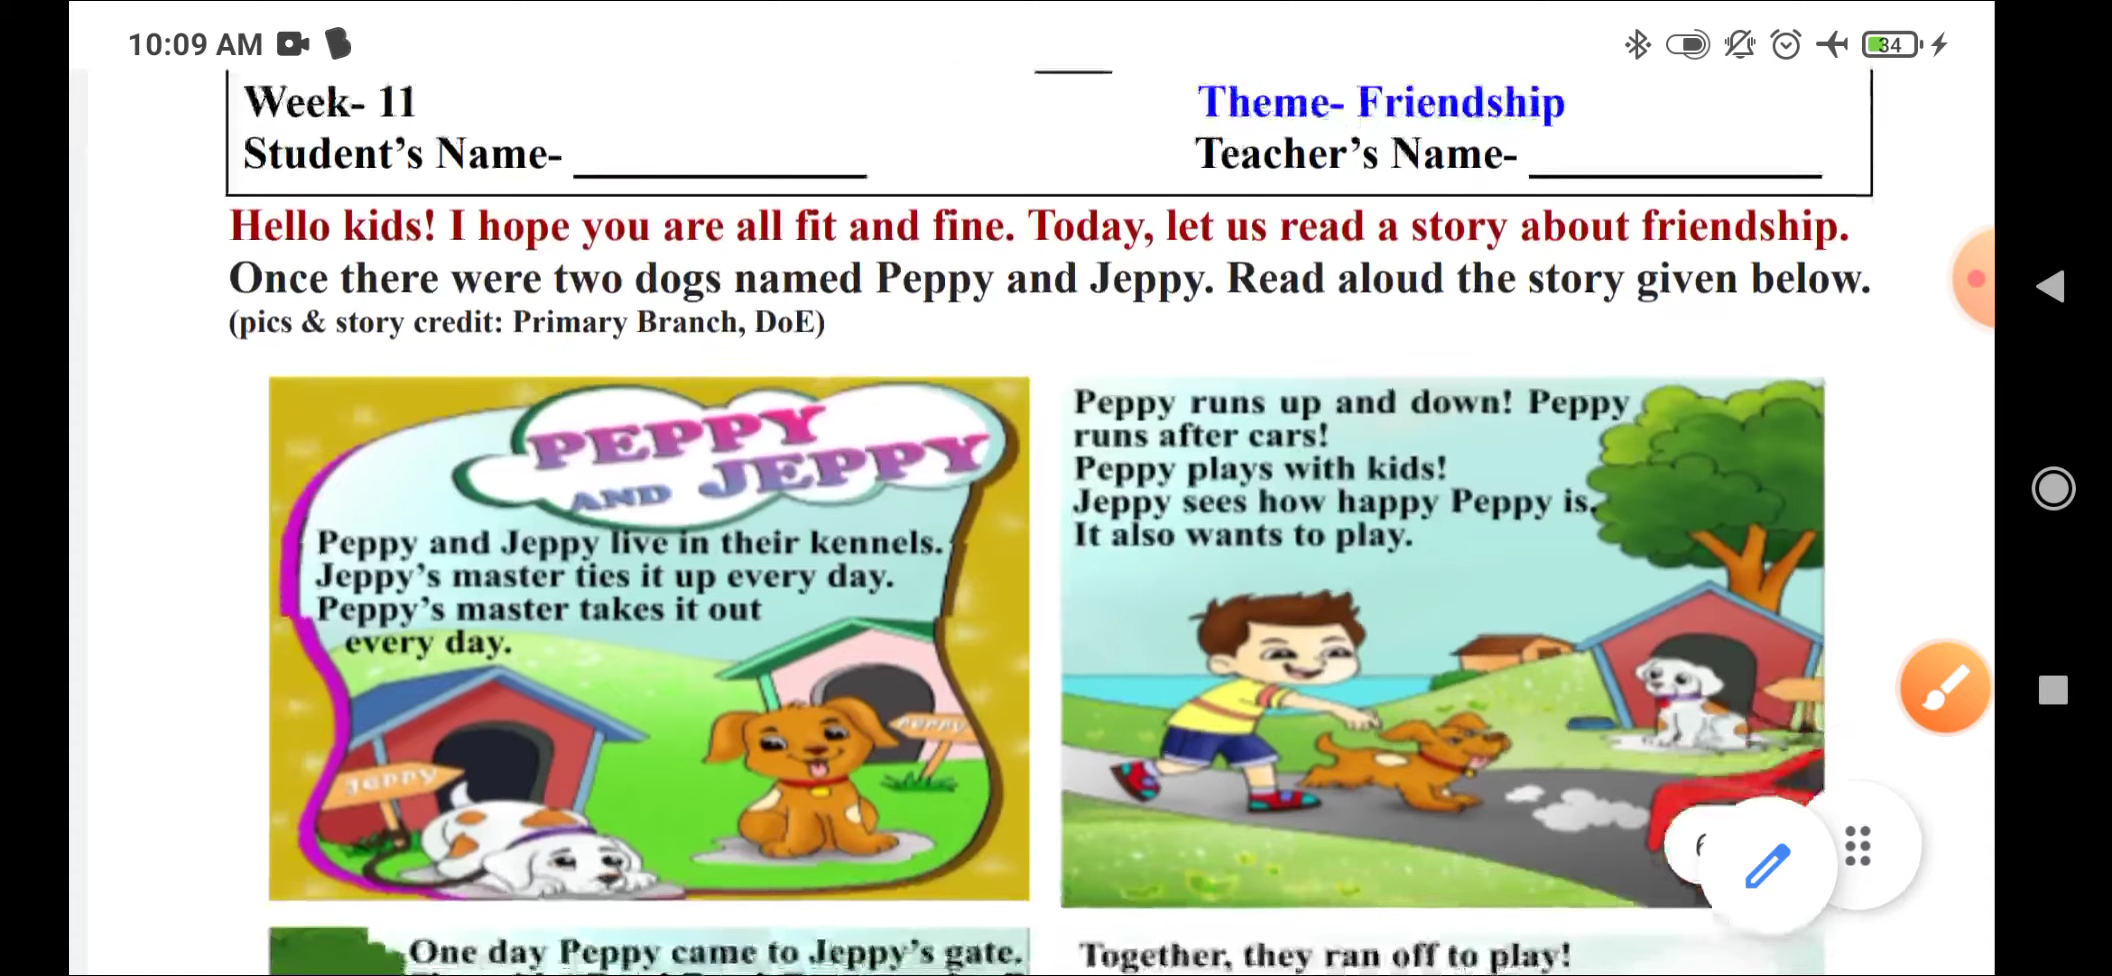 10:09 AM
34
Week- 11
Theme- Friendship
Student's Name-
Teacher's Name-
Hello kids! I hope you are all fit and fine. Today, let us read a story about friendship.
Once there were two dogs named Peppy and Jeppy. Read aloud the story given below.
(pics & story credit: Primary Branch, DoE)
PEPPY
AND JEPPY
Peppy and Jeppy live in their kennels.
Jeppy's master ties it up every day.
Peppy's master takes it out
every day.
Jeppy
Peppy
Peppy runs up and down! Peppy
runs after cars!
Peppy plays with kids!
Jeppy sees how happy Peppy is.
It also wants to play.
One day Peppy came to Jeppy's gate.
Together, they ran off to play!